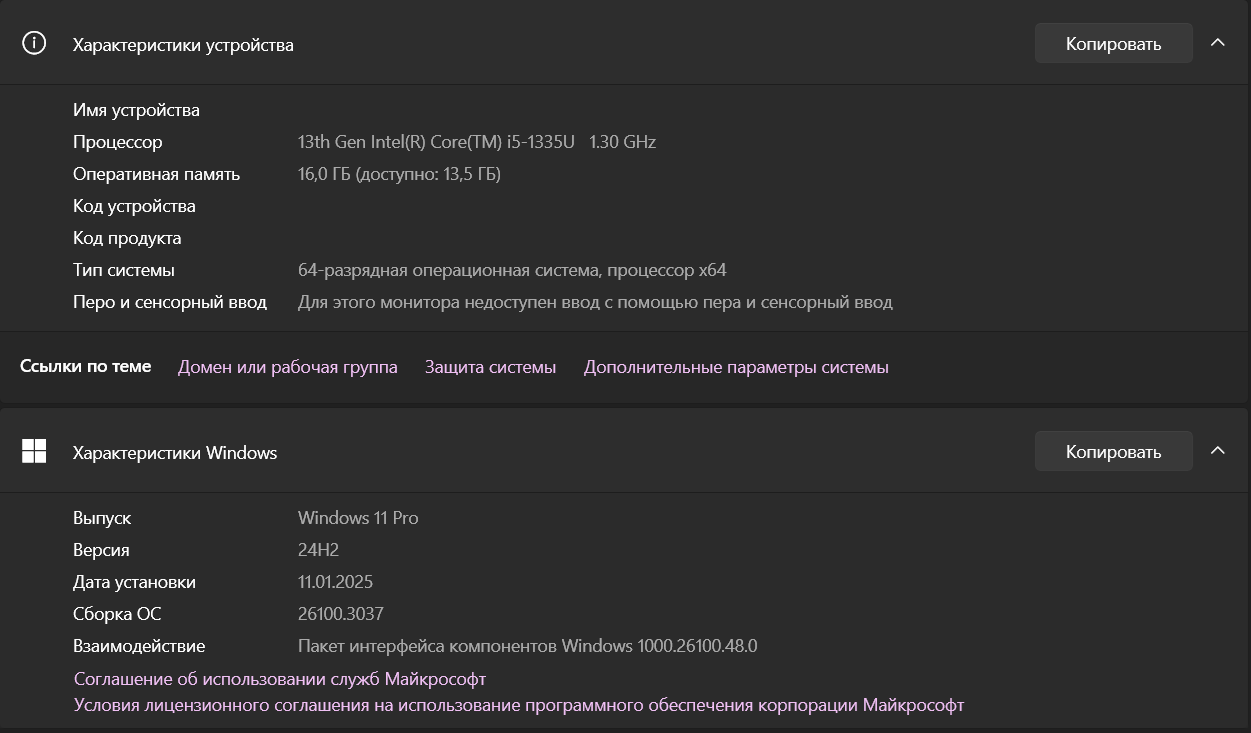 Характеристики устройства Копировать
Имя устройства
Процессор 13th Gen Intel(R) Core(TM) i5-1335U 1.30 GHz
Оперативная память 16,0 ГБ (доступно: 13,5 ГБ)
Код устройства
Код продукта
Тип системы 64-разрядная операционная система, процессор x64
Перо и сенсорный ввод Для этого монитора недоступен ввод с помощью пера и сенсорный ввод
Ссылки по теме Домен или рабочая группа Защита системы Дополнительные параметры системы
Характеристики Windows Копировать
Выпуск Windows 11 Pro
Версия 24H2
Дата установки 11.01.2025
Сборка ОС 26100.3037
Взаимодействие Пакет интерфейса компонентов Windows 1000.26100.48.0
Соглашение об использовании служб Майкрософт
Условия лицензионного соглашения на использование программного обеспечения корпорации Майкрософт